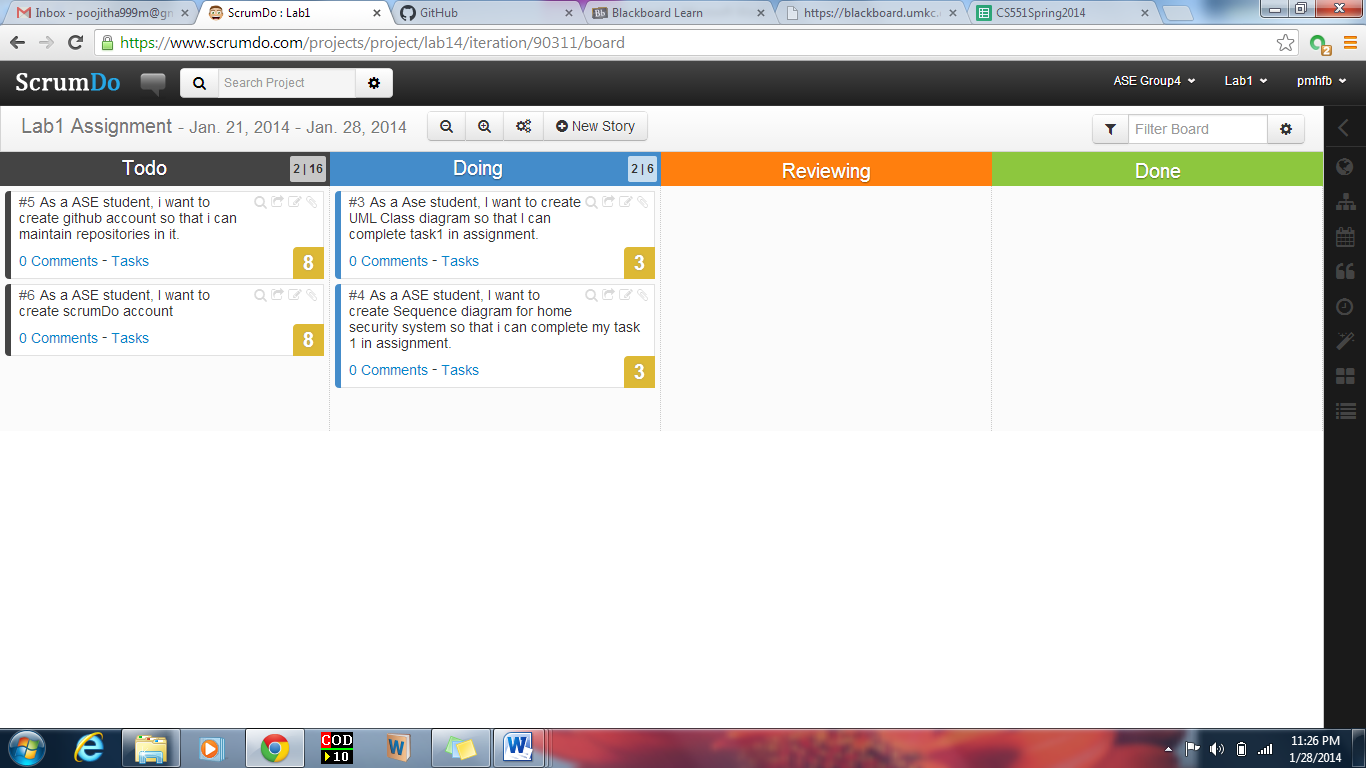 Inbox - poojitha999m@gm
ScrumDo : Lab1
GitHub
Blackboard Learn
https://blackboard.umkc.
CS551Spring2014
https://www.scrumdo.com/projects/project/lab14/iteration/90311/board
2
ScrumDo
Search Project
ASE Group4
Lab1
pmhfb
Lab1 Assignment - Jan. 21, 2014 - Jan. 28, 2014
New Story
Filter Board
Todo
2 | 16
Doing
2 | 6
Reviewing
Done
#5 As a ASE student, i want to
create github account so that i can
maintain repositories in it.
0 Comments - Tasks
8
#6 As a ASE student, I want to
create scrumDo account
0 Comments - Tasks
8
#3 As a Ase student, I want to create
UML Class diagram so that I can
complete task1 in assignment.
0 Comments - Tasks
3
#4 As a ASE student, I want to
create Sequence diagram for home
security system so that i can complete my task
1 in assignment.
0 Comments - Tasks
3
COD
10
11:26 PM
1/28/2014